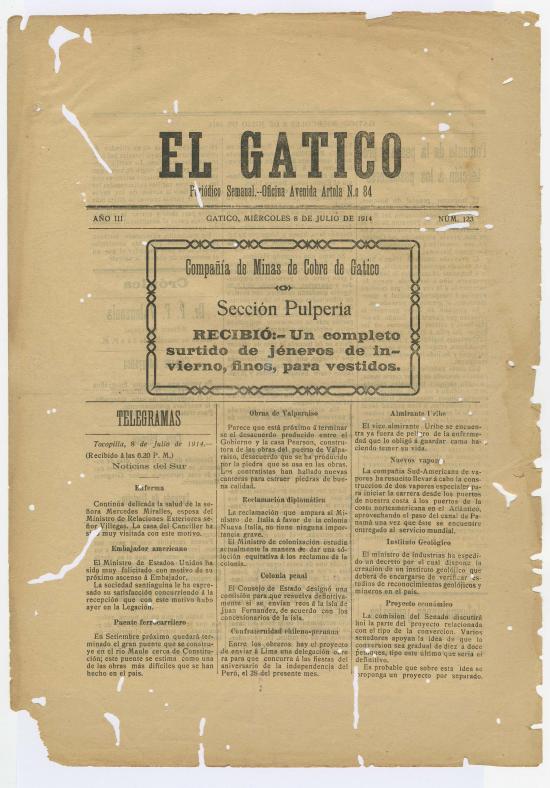 EL GATICO
Periódico Semanal.--Oficina Avenida Artola N.o 84
AÑO III
GATICO, MIÉRCOLES 8 DE JULIO DE 1914
NÚM. 123
Compañía de Minas de Cobre de Gatico
Sección Pulpería
RECIBIÓ:- Un completo
surtido de jéneros de in-
vierno, finos, para vestidos.
TELEGRAMAS
Tocopilla, 8 de Julio de 1914.—
(Recibido á las 6.20 P. M.)
Noticias del Sur
Enferma
Continúa delicada la salud de la se-
ñora Mercedes Miralles, esposa del
Ministro de Relaciones Exteriores se-
ñor Villegas. La casa del Canciller ha
muy visitada con este motivo.
Embajador americano
El Ministro de Estados Unidos ha
sido muy felicitado con motivo de su
próximo ascenso á Embajador.
La sociedad santiaguina le ha expre-
sado su satisfacción concurriendo á la
recepción que con este motivo hubo
ayer en la Legación.
Puente ferrocarrilero
En Setiembre próximo quedará ter-
minado el gran puente que se constru-
ye en el río Maule cerca de Constitu-
ción; este puente se estima como una
de las obras más difíciles que se han
hecho en el país.
Obras de Valparaíso
Parece que está próximo á terminar
se el desacuerdo producido entre el
Gobierno y la casa Pearson, construc-
tora de las obras del puerto de Valpa-
raíso, desacuerdo que se ha producido
por la piedra que se usa en las obras.
Los contratistas han hallado nuevas
canteras para estraer piedras de bue-
na calidad.
Reclamación diplomática
La reclamación que ampara el Mi-
nistro de Italia á favor de la colonia
Nueva Italia, no tiene ninguna impor-
tancia grave.
El Ministro de colonización estudia
actualmente la manera de dar una só-
lución equitativa á los reclamos de la
colonia.
Colonia penal
El Consejo de Estado designó una
comisión para que resuelva definitiva-
mente si se envían reos á la isla de
Juan Fernandez, de acuerdo con los
concesionarios de la isla.
Confraternidad chileno-peruana
Entre los obreros hay el proyecto
de enviar á Lima una delegación obre
ra para que concurra á las fiestas del
aniversario de la independencia del
Perú, el 28 del presente mes.
Almirante Uribe
El vice almirante Uribe se encuen-
tra ya fuera de peligro de la enferme-
dad que lo obligó á guardar cama ha-
ciendo temer su vida.
Nuevos vapores
La compañía Sud-Americana de va-
pores ha resuelto llevar á cabo la cons-
trucción de dos vapores especiales pa-
ra iniciar la carrera desde los puertos
de nuestra costa á los puertos de la
costa norteamericana en el Atlántico,
aprovechando el paso del canal de Pa-
namá una vez que éste se encuentre
entregado al servicio mundial.
Instituto Geológico
El ministro de industrias ha espedi-
do un decreto por el cual dispone la
creación de un instituto geolójico que
deberá de encargarse de verificar es-
tudios de reconocimientos geolójicos y
mineros en el país.
Proyecto económico
La comision del Senado discutirá
hoi la parte del proyecto relacionada
con el tipo de la conversion. Varios
senadores apoyan la idea de que la
conversion sea gradual de diez a doce
peniques, tipo este último que sería el
definitivo.
Es probable que sobre esta idea se
proponga un proyecto por separado.